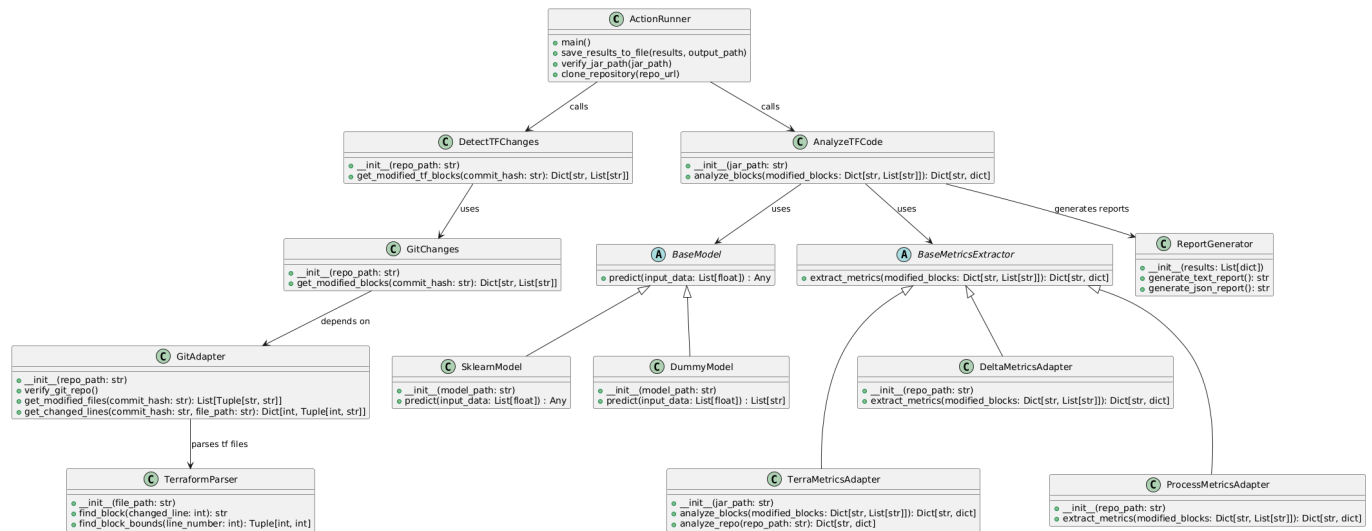 C ActionRunner
main()
save_results_to_file(results, output_path)
verify_jar_path(jar_path)
clone_repository(repo_url)
calls
calls
C DetectTFChanges
__init__(repo_path: str)
get_modified_tf_blocks(commit_hash: str): Dict[str, List[str]]
C AnalyzeTFCode
__init__(jar_path: str)
analyze_blocks(modified_blocks: Dict[str, List[str]]): Dict[str, dict]
uses
uses
uses
generates reports
C GitChanges
__init__(repo_path: str)
get_modified_blocks(commit_hash: str): Dict[str, List[str]]
A BaseModel
predict(input_data: List[float]) : Any
A BaseMetricsExtractor
extract_metrics(modified_blocks: Dict[str, List[str]]): Dict[str, dict]
C ReportGenerator
__init__(results: List[dict])
generate_text_report(): str
generate_json_report(): str
depends on
C GitAdapter
__init__(repo_path: str)
verify_git_repo()
get_modified_files(commit_hash: str): List[Tuple[str, str]]
get_changed_lines(commit_hash: str, file_path: str): Dict[int, Tuple[int, str]]
C SklearnModel
__init__(model_path: str)
predict(input_data: List[float]) : Any
C DummyModel
__init__(model_path: str)
predict(input_data: List[float]) : List[str]
C DeltaMetricsAdapter
__init__(repo_path: str)
extract_metrics(modified_blocks: Dict[str, List[str]]): Dict[str, dict]
parses tf files
C TerraformParser
__init__(file_path: str)
find_block(changed_line: int): str
find_block_bounds(line_number: int): Tuple[int, int]
C TerraMetricsAdapter
__init__(jar_path: str)
analyze_blocks(modified_blocks: Dict[str, List[str]]): Dict[str, dict]
analyze_repo(repo_path: str): Dict[str, dict]
C ProcessMetricsAdapter
__init__(repo_path: str)
extract_metrics(modified_blocks: Dict[str, List[str]]): Dict[str, dict]